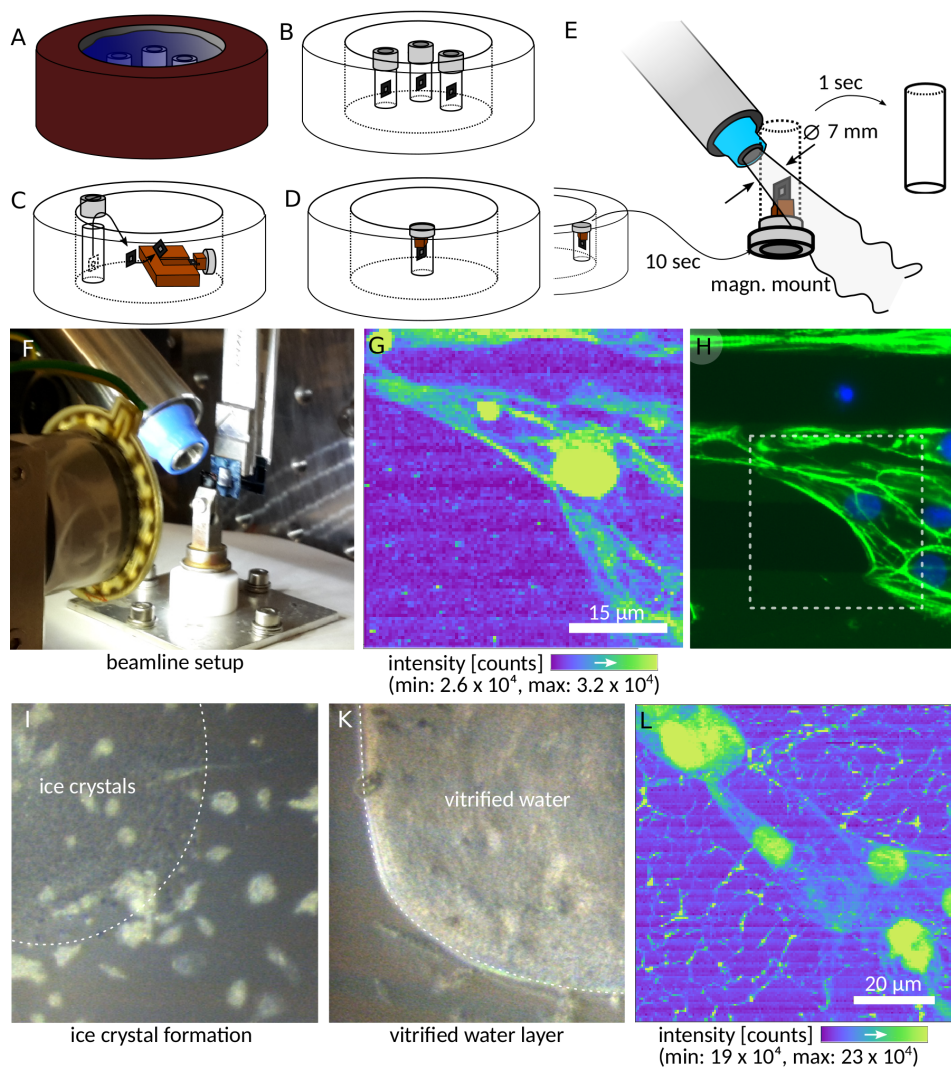 A
B
E
1 sec
Ø 7 mm
C
D
10 sec
magn. mount
F
G
H
15 µm
beamline setup
intensity [counts]
(min: 2.6 x 10⁴, max: 3.2 x 10⁴)
I
K
L
ice crystals
vitrified water
20 µm
ice crystal formation
vitrified water layer
intensity [counts]
(min: 19 x 10⁴, max: 23 x 10⁴)